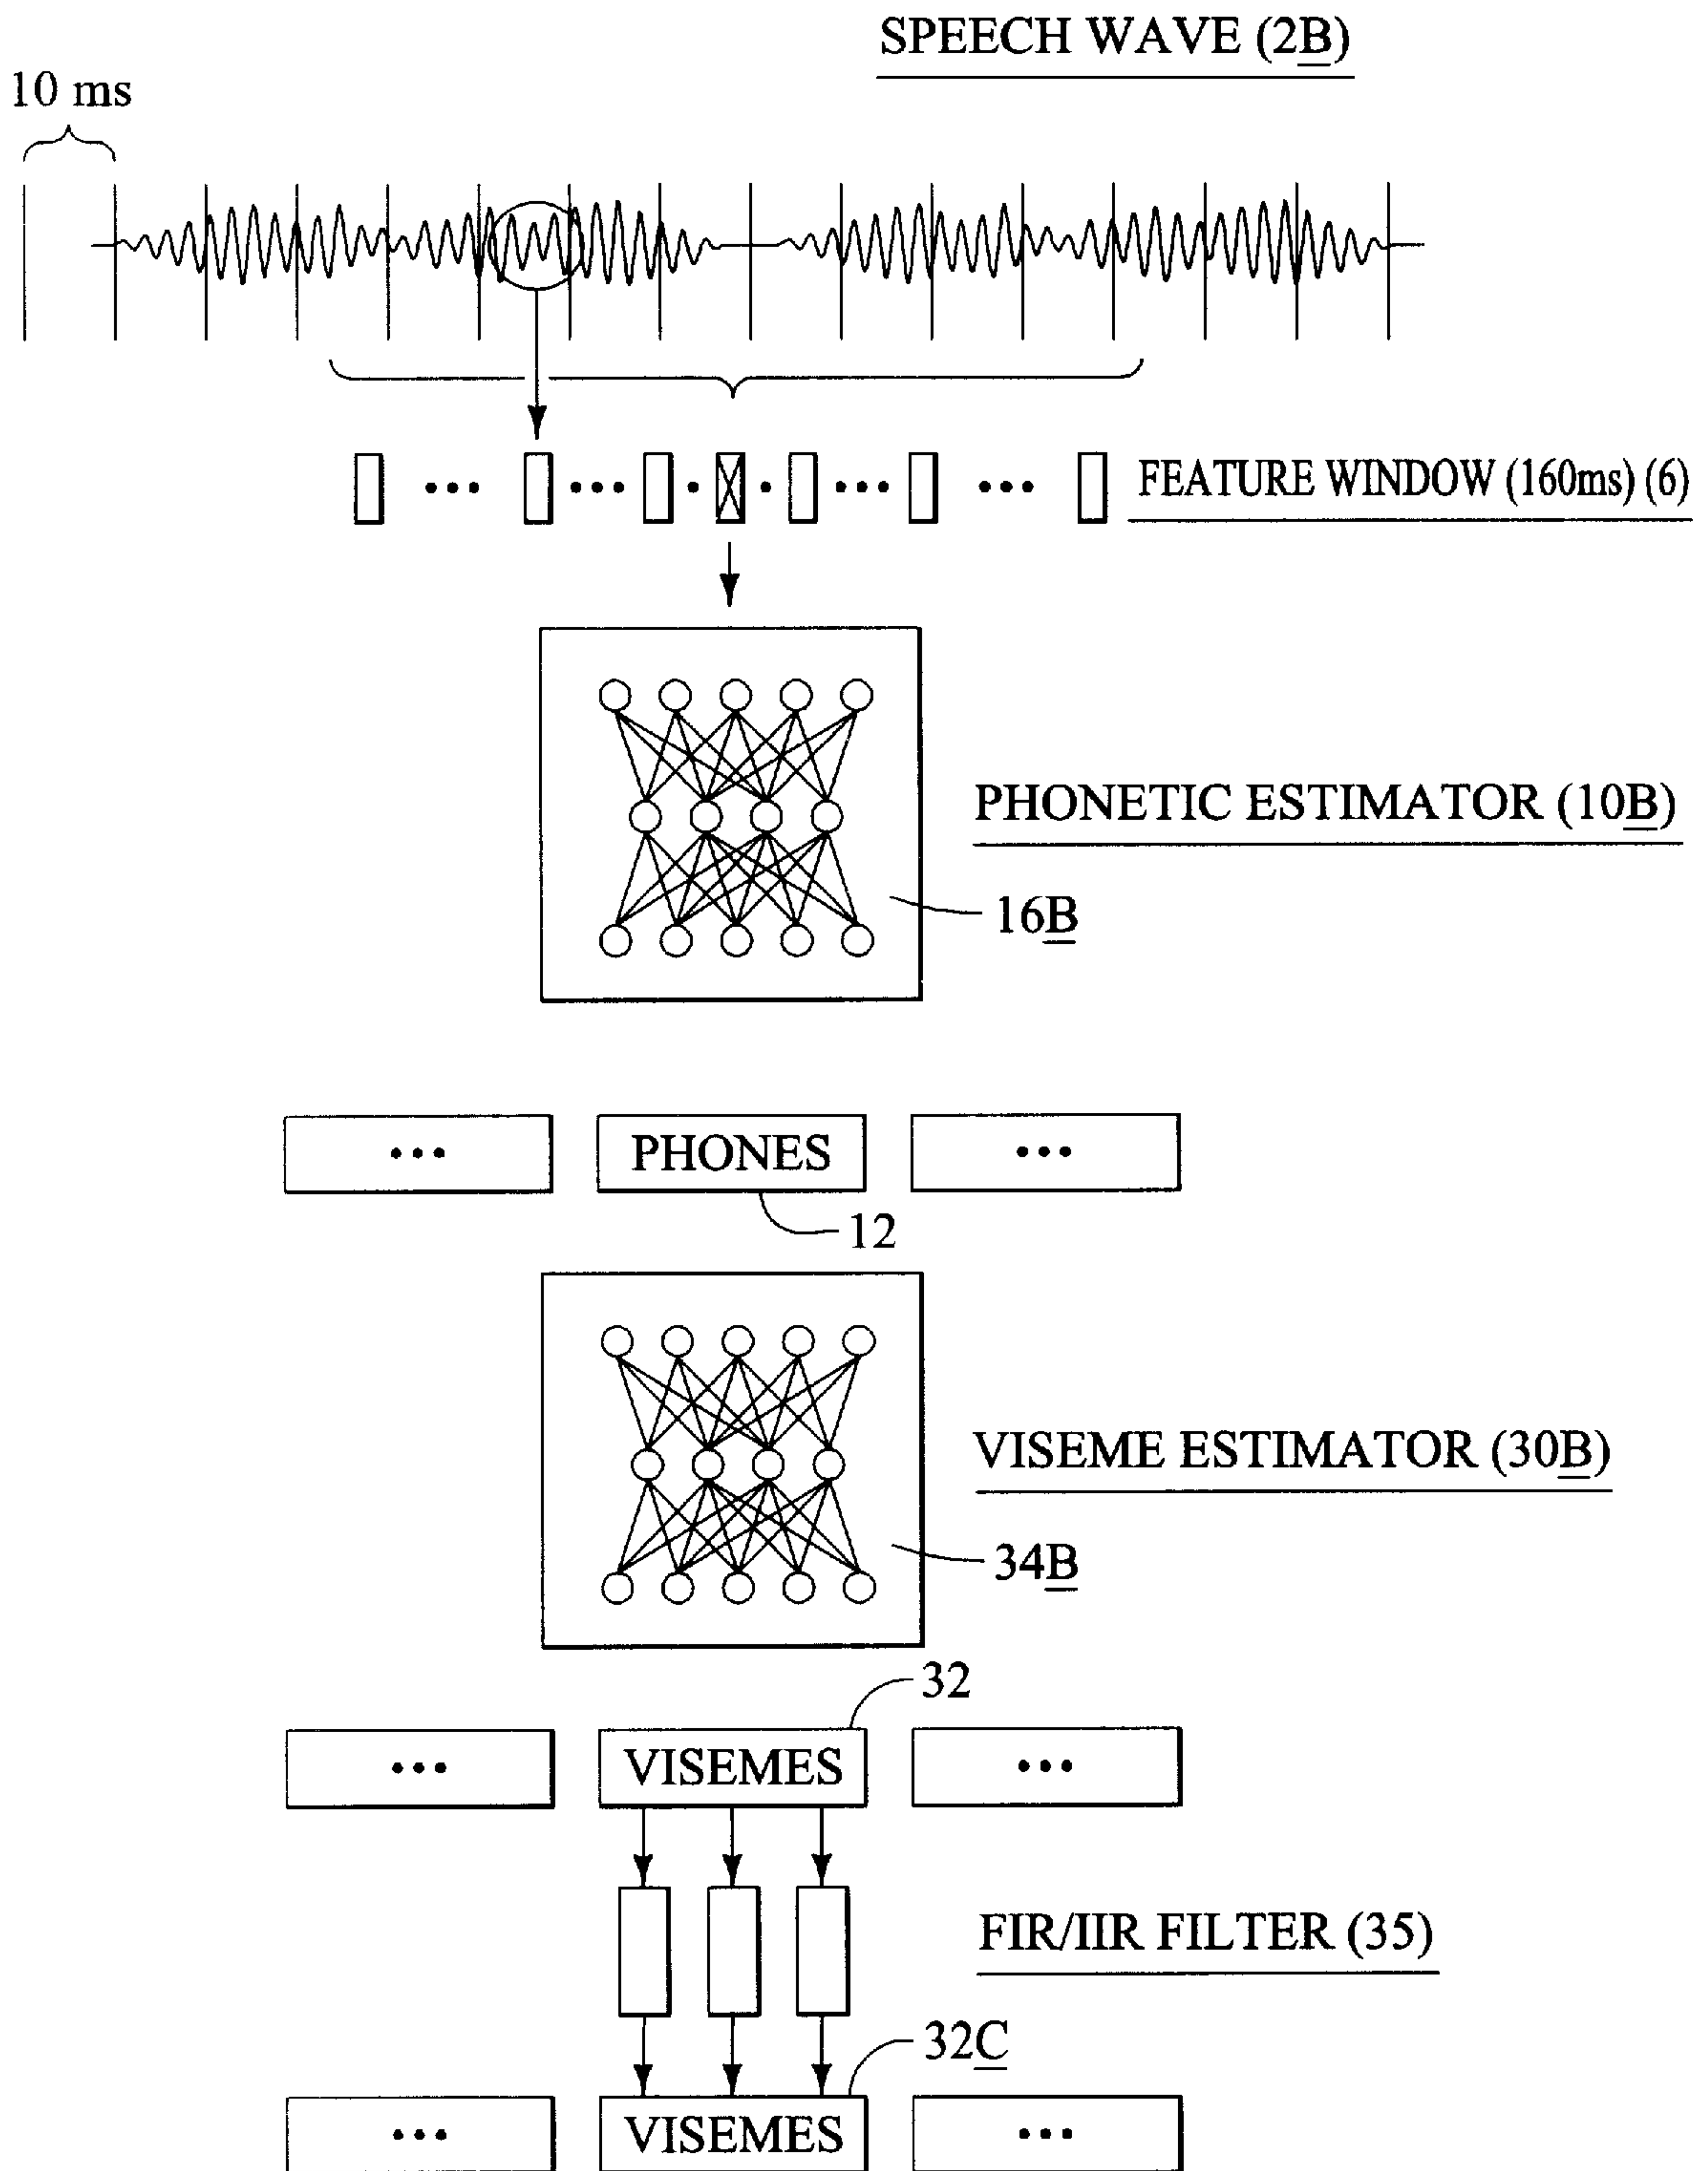 SPEECH WAVE (2B)
10 ms
FEATURE WINDOW (160ms) (6)
PHONETIC ESTIMATOR (10B)
16B
••• PHONES •••
12
VISEME ESTIMATOR (30B)
34B
32
••• VISEMES •••
FIR/IIR FILTER (35)
32C
••• VISEMES •••